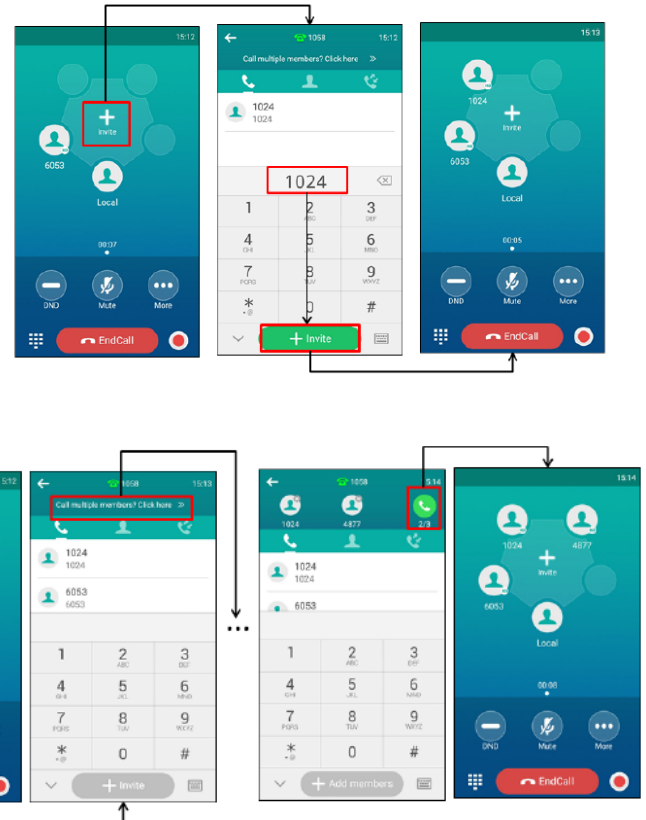 15:12
Invite
6053
Local
00:07
DND
Mute
More
EndCall
1058
15:12
Call multiple members? Click here
1024
1024
1024
1
2
ABC
3
DEF
4
GHI
5
JKL
6
MNO
7
PQRS
8
TUV
9
WXYZ
*
0
#
Invite
15:13
1024
Invite
6053
Local
00:05
DND
Mute
More
EndCall
5:12
1058
15:13
Call multiple members? Click here
1024
1024
6053
6053
1
2
ABC
3
DEF
4
GHI
5
JKL
6
MNO
7
PQRS
8
TUV
9
WXYZ
*
0
#
+ Invite
1058
5:14
1024
4877
2/3
1024
1024
6053
1
2
ABC
3
DEF
4
GHI
5
JKL
6
MNO
7
PQRS
8
TUV
9
WXYZ
*
0
#
+ Add members
15:14
1024
4877
Invite
6053
Local
00:08
DND
Mute
More
EndCall